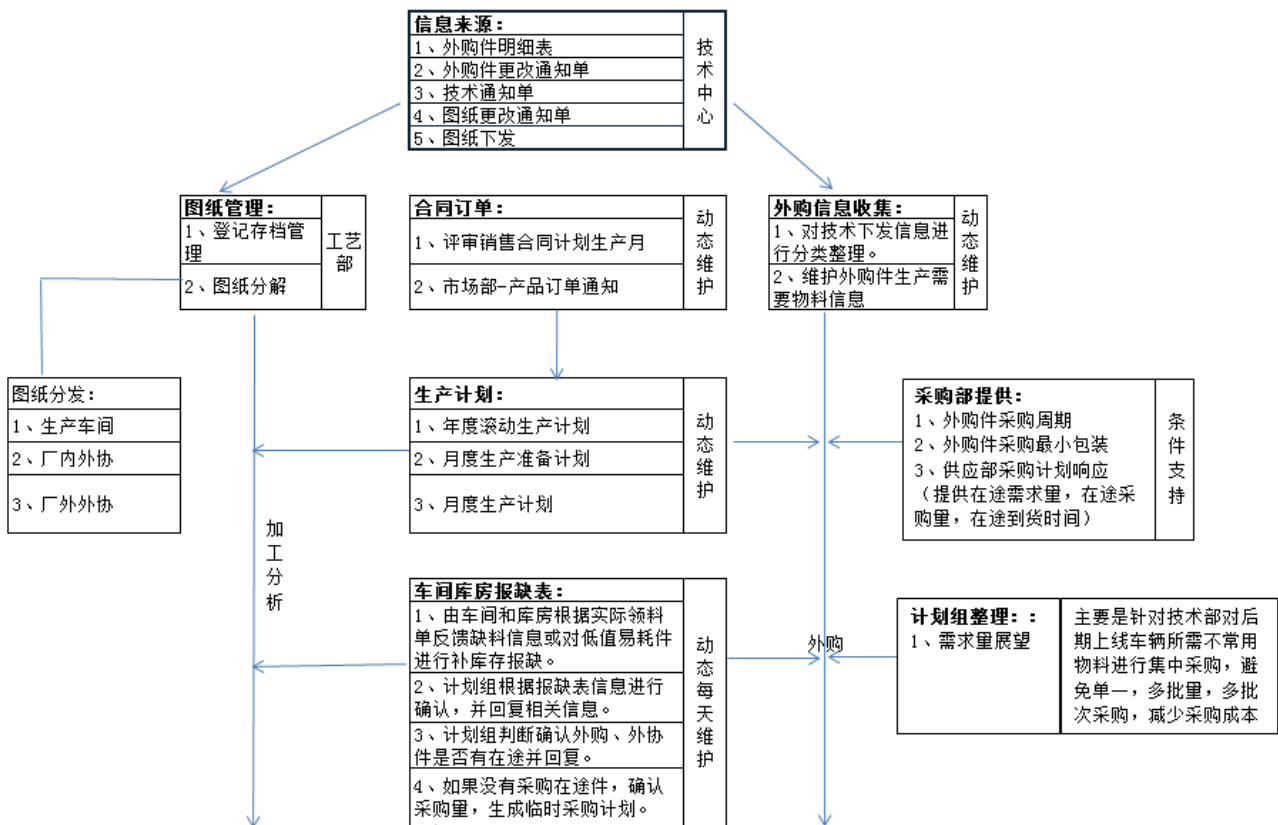 信息来源：
1、外购件明细表
2、外购件更改通知单
3、技术通知单
4、图纸更改通知单
5、图纸下发
技术中心
图纸管理：
1、登记存档管
理
2、图纸分解
工艺部
合同订单：
1、评审销售合同计划生产月
2、市场部-产品订单通知
动态维护
外购信息收集：
1、对技术下发信息进
行分类整理。
2、维护外购件生产需
要物料信息
动态维护
图纸分发：
1、生产车间
2、厂内外协
3、厂外外协
生产计划：
1、年度滚动生产计划
2、月度生产准备计划
3、月度生产计划
动态维护
采购部提供：
1、外购件采购周期
2、外购件采购最小包装
3、供应部采购计划响应
（提供在途需求量，在途采
购量，在途到货时间）
条件支持
加工分析
车间库房报缺表：
1、由车间和库房根据实际领料
单反馈缺料信息或对低值易耗件
进行补库存报缺。
2、计划组根据报缺表信息进行
确认，并回复相关信息。
3、计划组判断确认外购、外协
件是否有在途并回复。
4、如果没有采购在途件，确认
采购量，生成临时采购计划。
动态每天维护
外购
计划组整理：：
1、需求量展望
主要是针对技术部对后
期上线车辆所需不常用
物料进行集中采购，避
免单一，多批量，多批
次采购，减少采购成本